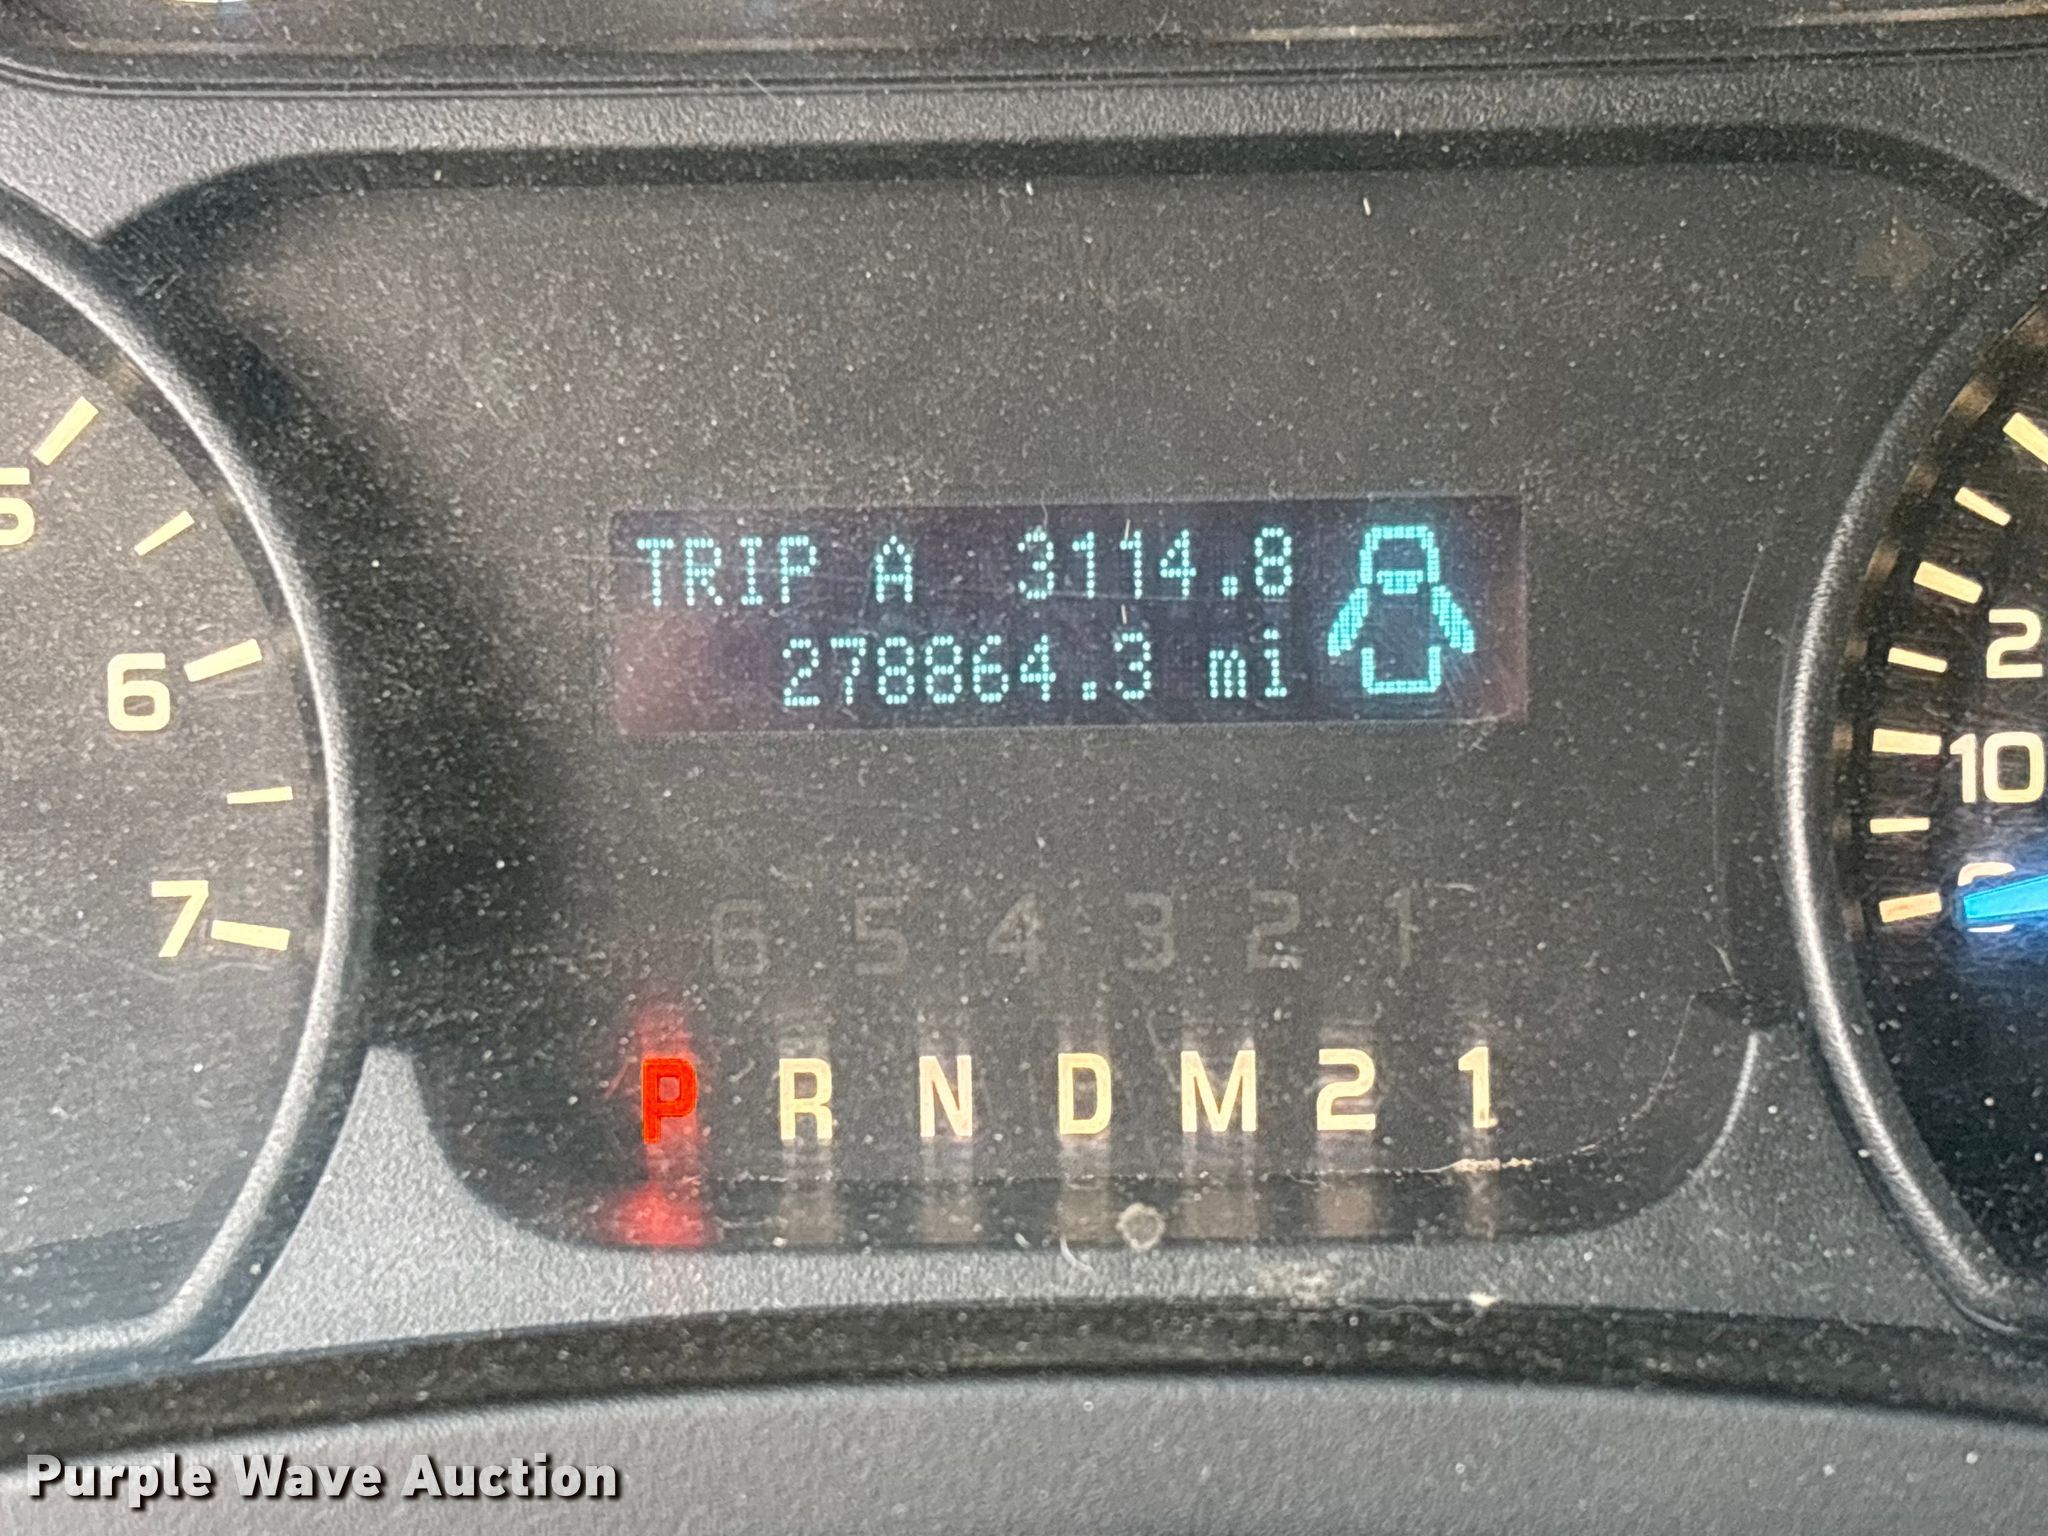 TRIP A 3114.8
278864.3 mi
5
6
7
2
10
6 5 4 3 2 1
P R N D M 2 1
Purple Wave Auction